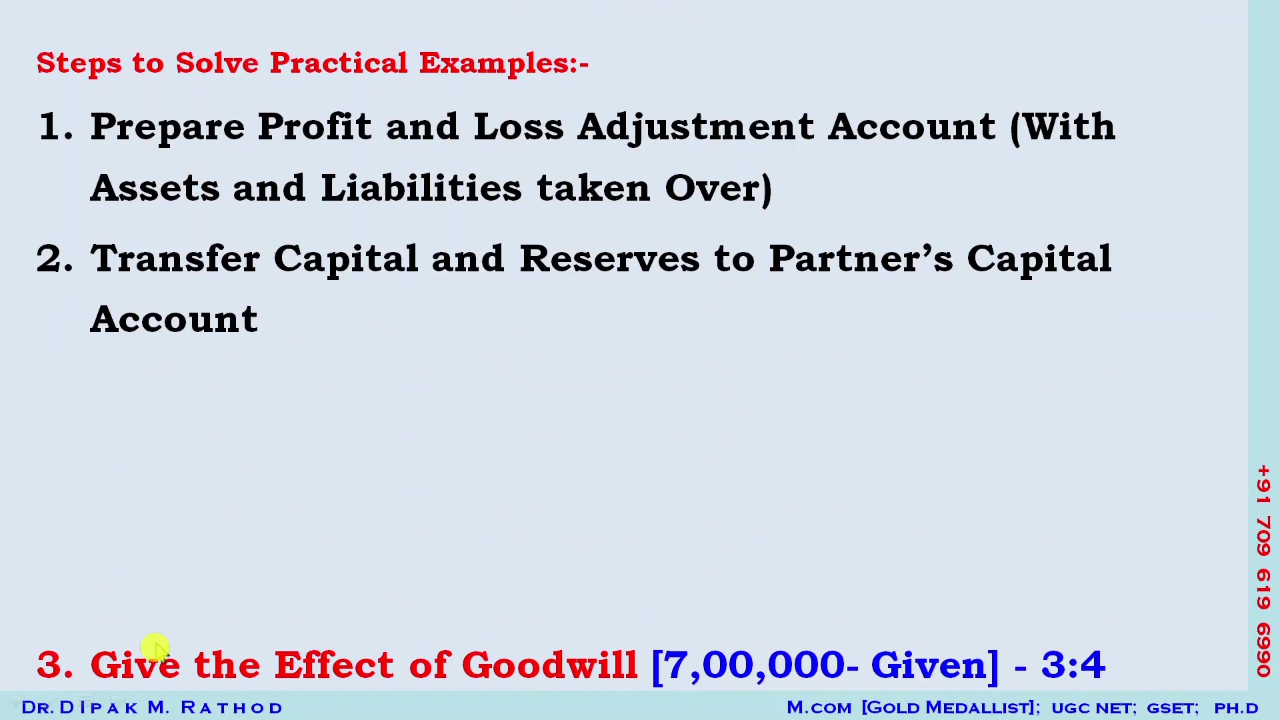 Steps to Solve Practical Examples:-
1. Prepare Profit and Loss Adjustment Account (With
Assets and Liabilities taken Over)
2. Transfer Capital and Reserves to Partner’s Capital
Account
3. Give the Effect of Goodwill [7,00,000- Given] - 3:4
Dr. Dipak M. Rathod
M.com [Gold Medallist]; UGC NET; GSET; PH.D
+91 709 619 6990